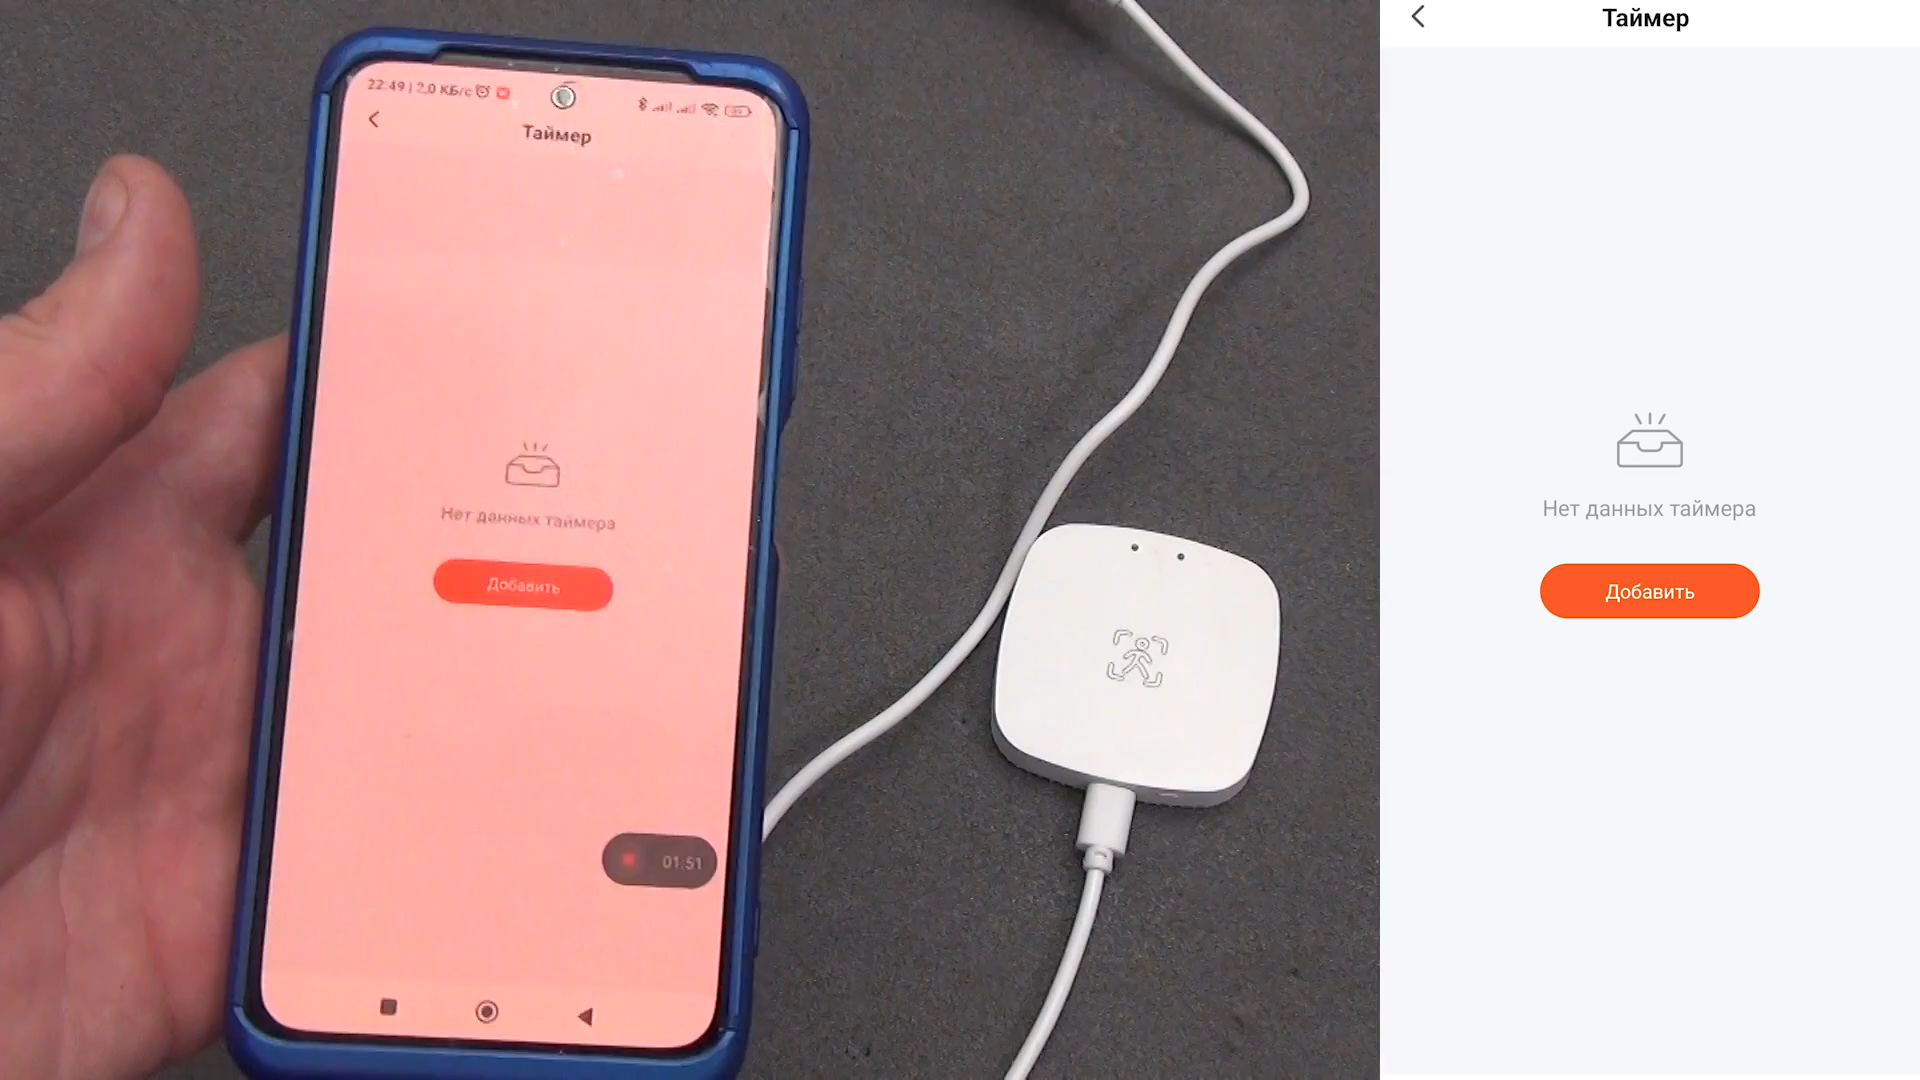 22:49 | 2,0 КБ/с
Таймер
Нет данных таймера
Добавить
01:51
Таймер
Нет данных таймера
Добавить